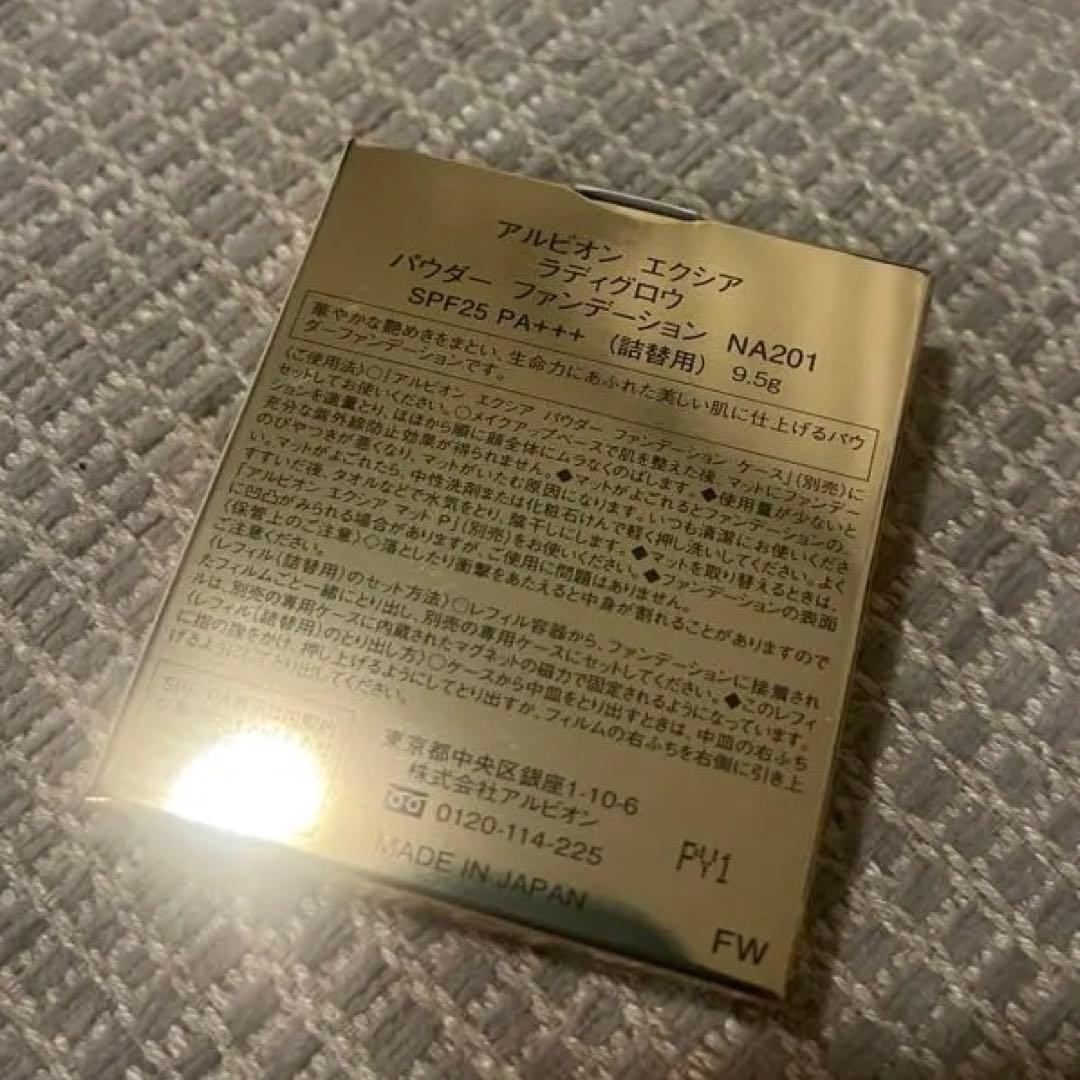 アルビオン エクシア
ラディグロウ
パウダー ファンデーション NA201
SPF25 PA+++ (詰替用) 9.5g
華やかな艶めきをまとい、生命力にあふれた美しい肌に仕上げるパウ
ダーファンデーションです。
〈ご使用法〉○「アルビオン エクシア パウダー ファンデーション ケース」(別売)に
セットしてお使いください。○メイクアップベースで肌を整えた後、マットにファンデー
ションを適量とり、ほほから順に顔全体にムラなくのばします。◆使用量が少ないと
充分な紫外線防止効果が得られません。◆マットがよごれるとファンデーションの
のびやつきが悪くなり、マットがいたむ原因になります。いつも清潔にお使いくださ
い。マットがよごれたら、中性洗剤または化粧石けんで軽く押し洗いしてください。よく
すすいだ後、タオルなどで水気をとり、陰干しにします。◆マットを取り替えるときは、
「アルビオン エクシア マット P」(別売)をお使いください。◆ファンデーションの表面
に凹凸がみられる場合がありますが、ご使用に問題はありません。
〈保管上のご注意〉○落としたり衝撃をあたえると中身が割れることがありますので
ご注意ください。
〈レフィル(詰替用)のセット方法〉○レフィル容器から、ファンデーションに接着され
たフィルムごと一緒にとり出し、別売の専用ケースにセットしてください。◆このレフィ
ルは、別売の専用ケースに内蔵されたマグネットの磁力で固定されるようになっています。
〈レフィル(詰替用)のとり出し方〉○ケースから中皿をとり出すときは、中皿の右ふち
に指の腹をかけ、押し上げるようにしてとり出すか、フィルムの右ふちを右側に引き上
げるようにしてとり出してください。
東京都中央区銀座1-10-6
株式会社アルビオン
0120-114-225
MADE IN JAPAN
PY1
FW